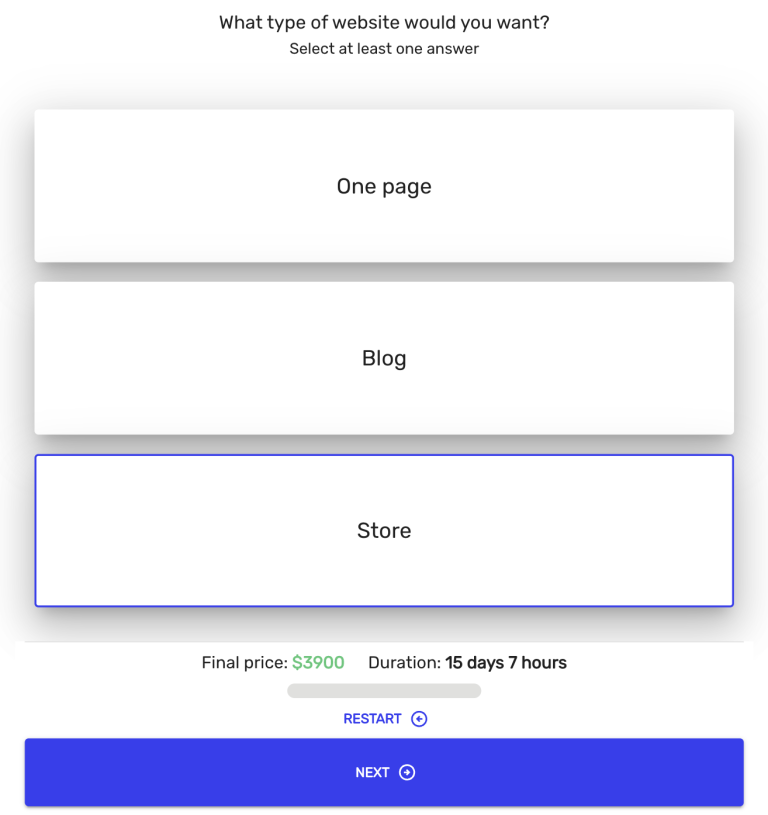 What type of website would you want?
Select at least one answer
One page
Blog
Store
Final price: $3900 Duration: 15 days 7 hours
RESTART
NEXT